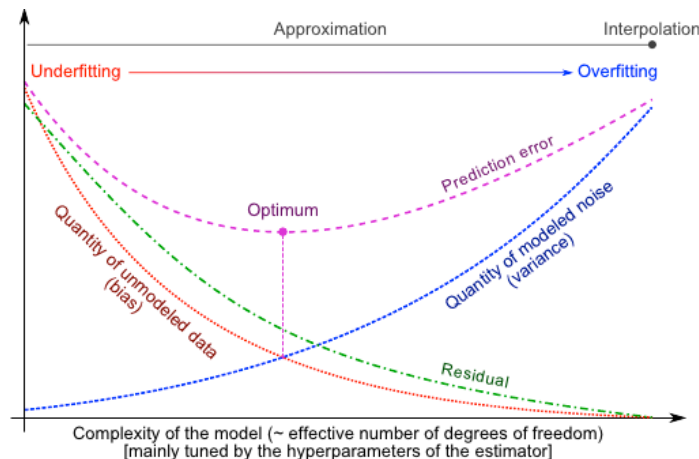 Approximation
Interpolation
Underfitting
Overfitting
Prediction error
Optimum
Quantity of unmodeled data
(bias)
Quantity of modeled noise
(variance)
Residual
Complexity of the model (~ effective number of degrees of freedom)
[mainly tuned by the hyperparameters of the estimator]